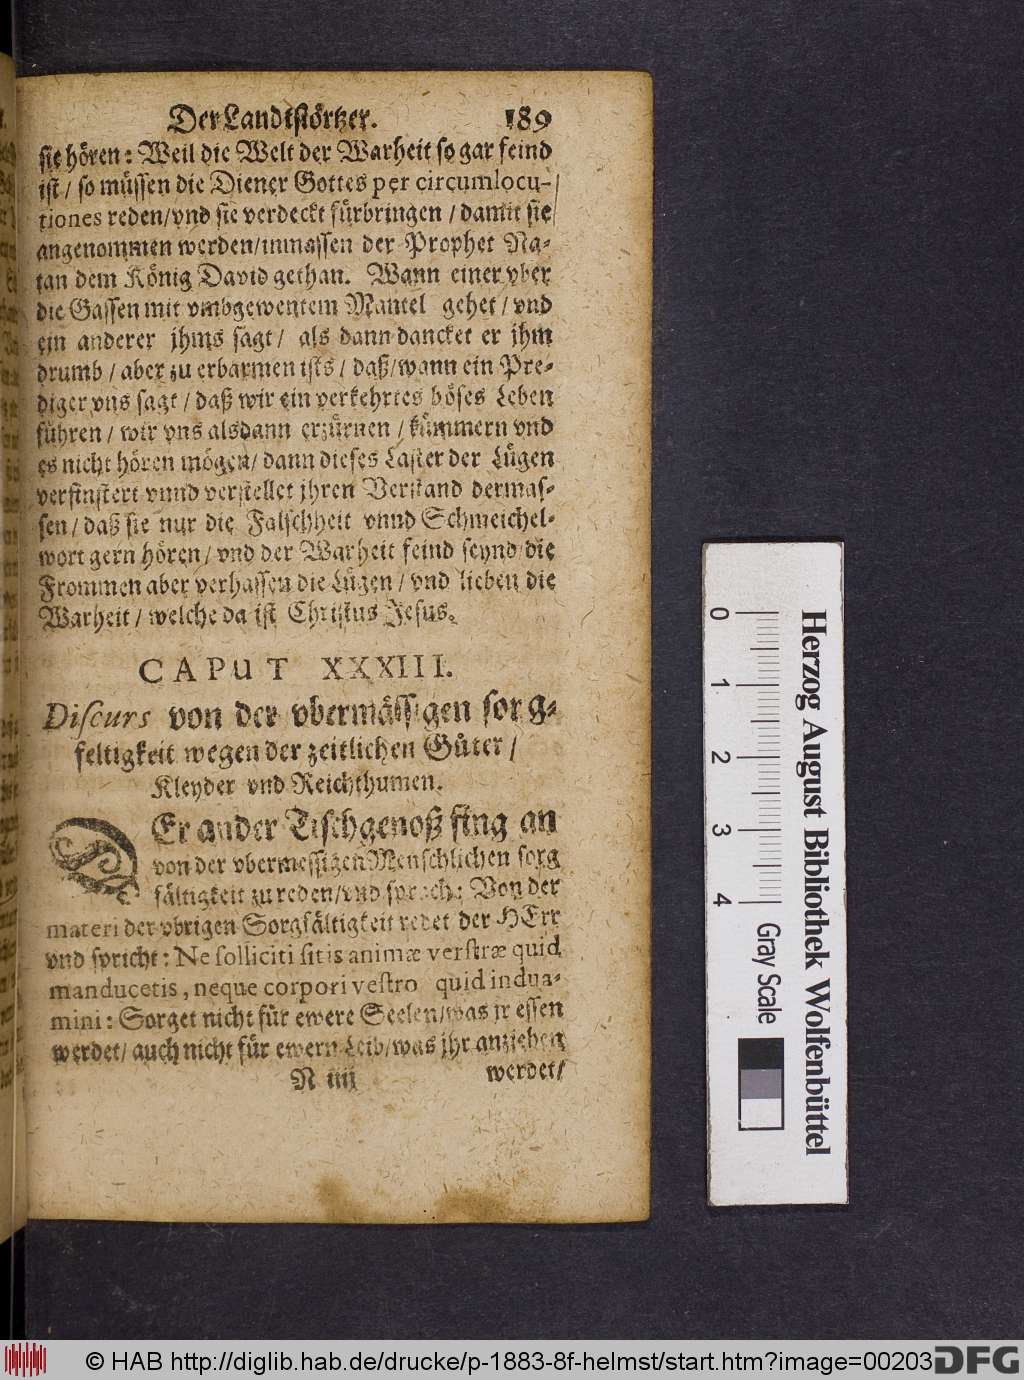 Der Landtstörtzer. 189
sie hören: Weil die Welt der Warheit so gar feind
ist/ so müssen die Diener Gottes per circumlocu-
tiones reden/vnd sie verdeckt fürbringen/ damit sie
angenommen werden/inmassen der Prophet Na-
tan dem König David gethan. Wann einer vber
die Gassen mit vmbgewentem Mantel gehet/ vnd
ein anderer jhms sagt/ als dann dancket er jhm
drumb/ aber zu erbarmen ists/ daß/wann ein Pre-
diger vns sagt/ daß wir ein verkehrtes böses Leben
führen/ wir vns alsdann erzürnen/ kümmern vnd
es nicht hören mögen/ dann dieses Laster der Lügen
verfinstert vnnd verstellet jhren Verstand dermas-
sen/ daß sie nur die Falschheit vnnd Schmeichel-
wort gern hören/ vnd der Warheit feind seynd/die
Frommen aber verhassen die Lügen/ vnd lieben die
Warheit/ welche da ist Christus Jesus.
CAPUT XXXIII.
Discurs von der vbermässigen sorg-
feltigkeit wegen der zeitlichen Güter/
Kleyder vnd Reichthumen.
DEr ander Tischgenoß fing an
von der vbermessigen Menschlichen sorg
fältigkeit zu reden/vnd sprach: Von der
materi der vbrigen Sorgfältigkeit redet der HErr
vnd spricht: Ne solliciti sitis animæ verstræ quid
manducetis, neque corpori vestro quid indua-
mini: Sorget nicht für ewere Seelen/was jr essen
werdet/ auch nicht für ewern Leib/was jhr anziehen
N iiij werdet/
0 1 2 3 4
Herzog August Bibliothek Wolfenbüttel
Gray Scale
© HAB http://diglib.hab.de/drucke/p-1883-8f-helmst/start.htm?image=00203
DFG